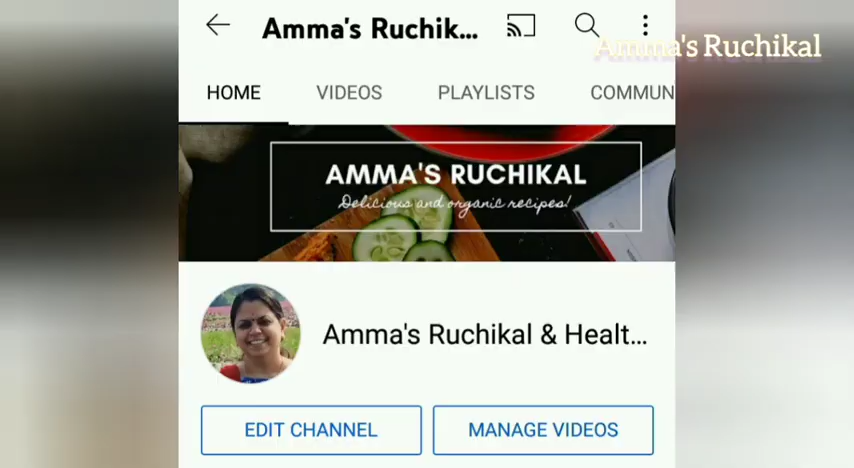 Amma's Ruchik...
Amma's Ruchikal
HOME VIDEOS PLAYLISTS COMMUN
AMMA'S RUCHIKAL
Delicious and organic recipes!
Amma's Ruchikal & Healt...
EDIT CHANNEL MANAGE VIDEOS